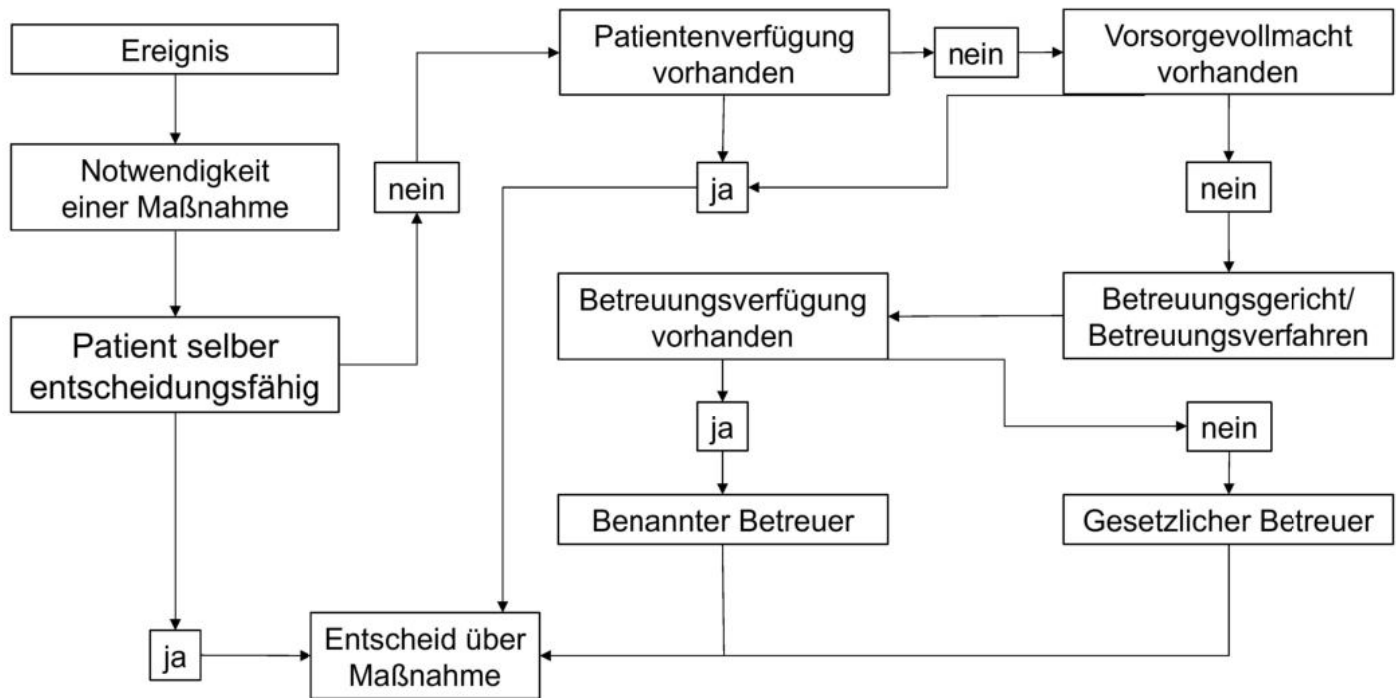 Ereignis
Notwendigkeit
einer Maßnahme
Patient selber
entscheidungsfähig
ja
nein
Patientenverfügung
vorhanden
nein
Vorsorgevollmacht
vorhanden
ja
nein
Betreuungsverfügung
vorhanden
Betreuungsgericht/
Betreuungsverfahren
ja
nein
Benannter Betreuer
Gesetzlicher Betreuer
Entscheid über
Maßnahme